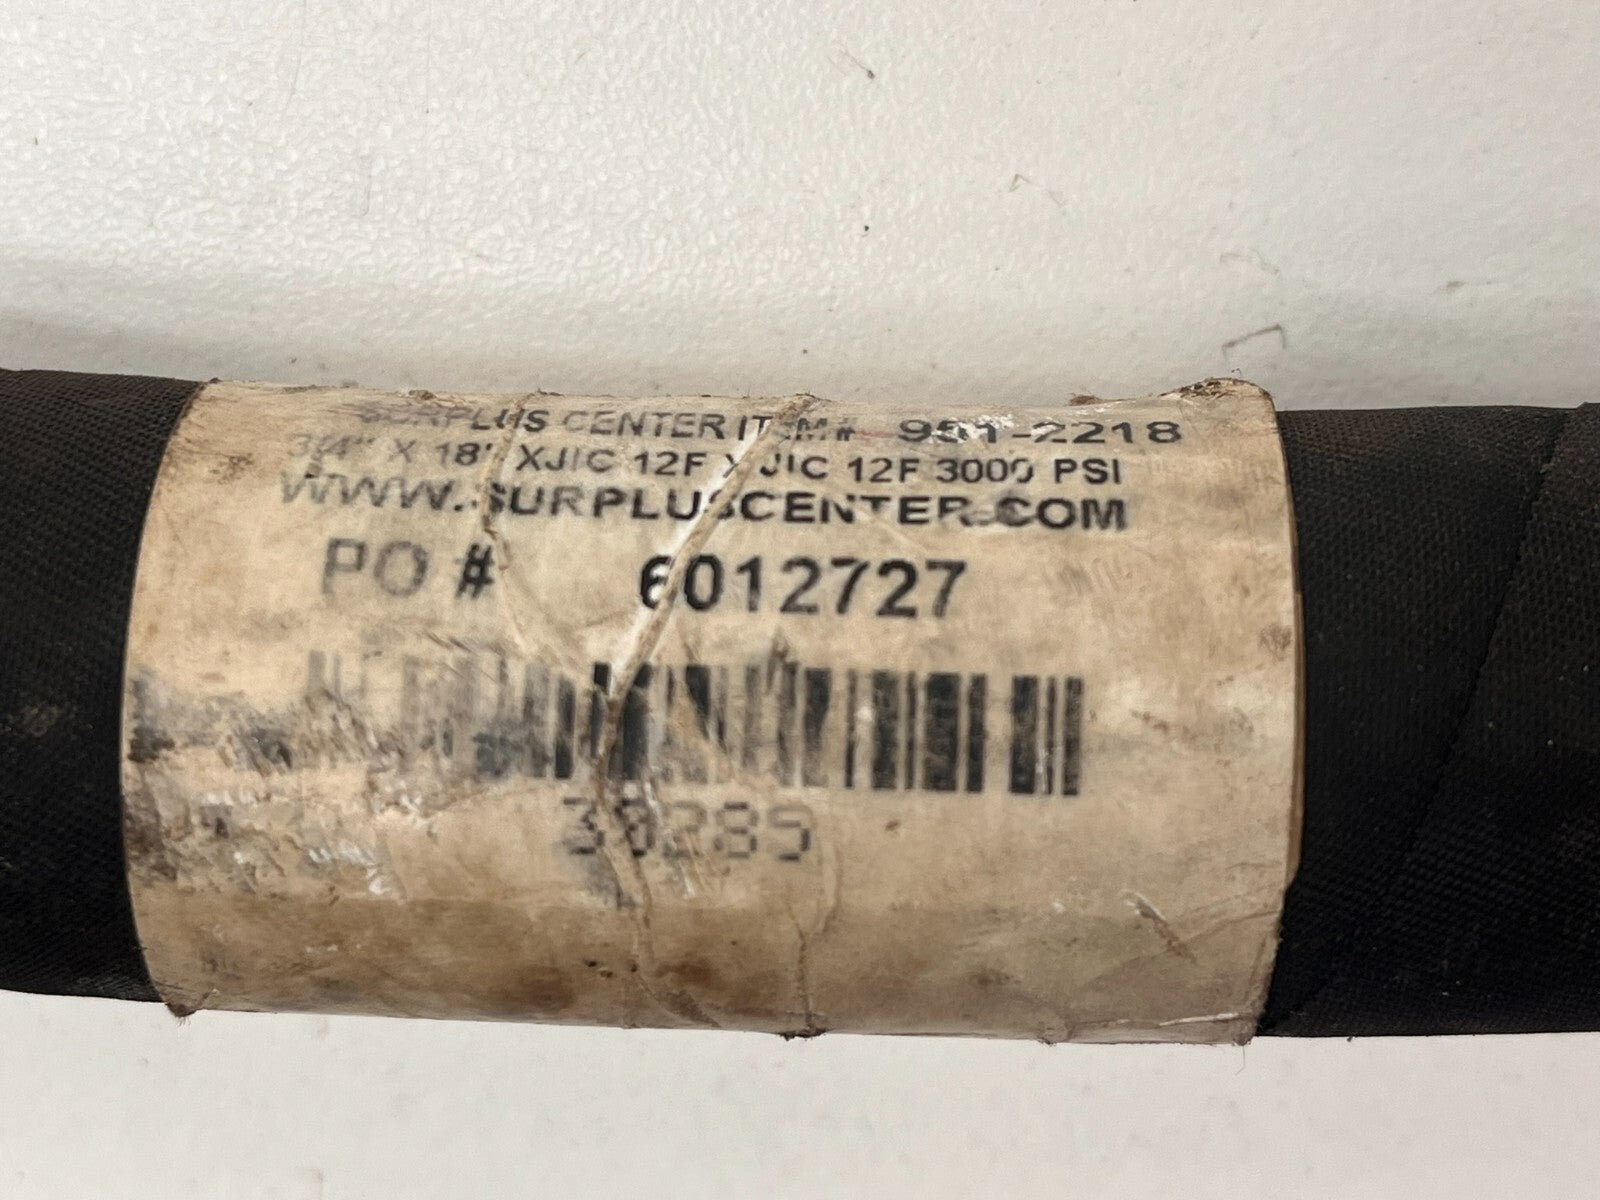 SURPLUS CENTER ITEM# 951-2218
3/4" X 18" XJIC 12F X JIC 12F 3000 PSI
WWW.SURPLUSCENTER.COM
PO # 6012727